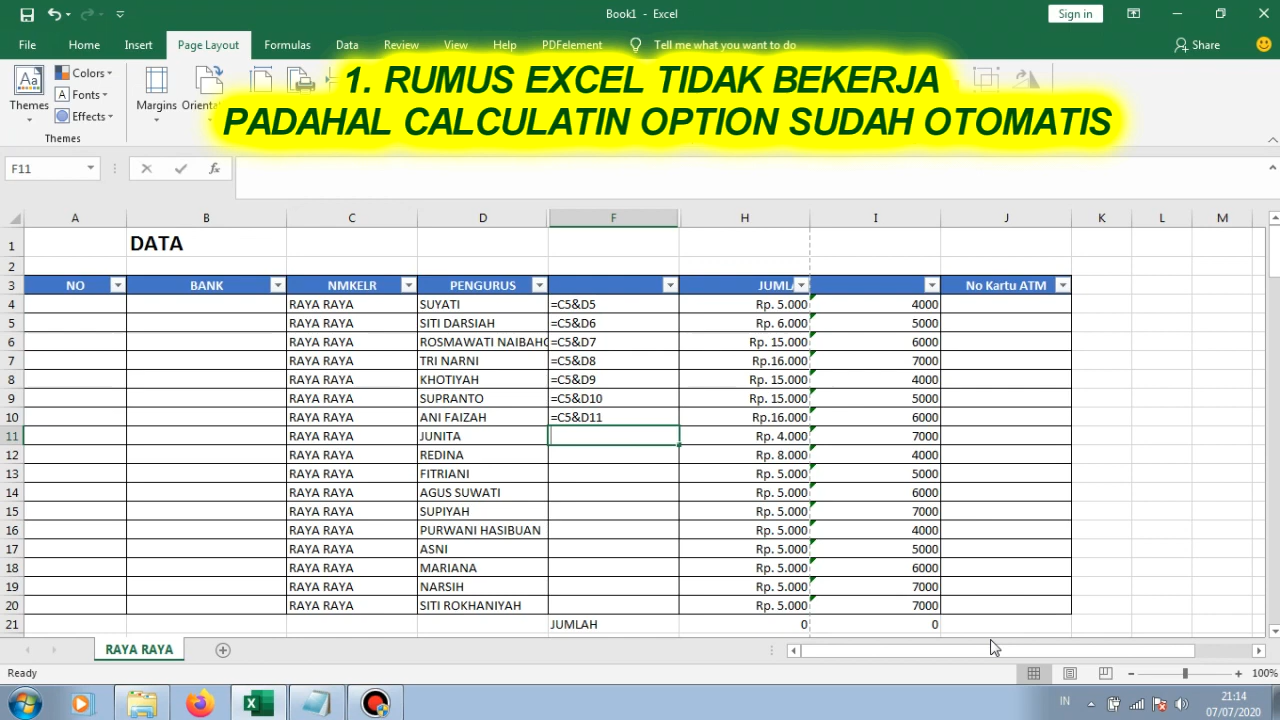 Book1 - Excel
Sign in
File Home Insert Page Layout Formulas Data Review View Help PDFelement Tell me what you want to do Share
1. RUMUS EXCEL TIDAK BEKERJA
PADAHAL CALCULATIN OPTION SUDAH OTOMATIS
Aa Colors
Fonts
Effects
Themes Margins
Themes
F11 fx
A B C D F H I J K L M
1 DATA
2
3 NO BANK NMKELR PENGURUS No Kartu ATM
4 RAYA RAYA SUYATI =C5&D5 Rp. 5.000 4000
5 RAYA RAYA SITI DARSIAH =C5&D6 Rp. 6.000 5000
6 RAYA RAYA ROSMAWATI =C5&D7 Rp. 15.000 6000
7 RAYA RAYA TRI NARNI =C5&D8 Rp.16.000 7000
8 RAYA RAYA KHOTIYAH =C5&D9 Rp. 15.000 4000
9 RAYA RAYA SUPRANTO =C5&D10 Rp. 15.000 5000
10 RAYA RAYA ANI FAIZAH =C5&D11 Rp.16.000 6000
11 RAYA RAYA JUNITA Rp. 4.000 7000
12 RAYA RAYA REDINA Rp. 8.000 4000
13 RAYA RAYA FITRIANI Rp. 5.000 5000
14 RAYA RAYA AGUS SUWATI Rp. 5.000 6000
15 RAYA RAYA SUPIYAH Rp. 5.000 7000
16 RAYA RAYA PURWANI HASIBUAN Rp. 5.000 4000
17 RAYA RAYA ASNI Rp. 5.000 5000
18 RAYA RAYA MARIANA Rp. 5.000 6000
19 RAYA RAYA NARSIH Rp. 5.000 7000
20 RAYA RAYA SITI ROKHANIYAH Rp. 5.000 7000
21 JUMLAH 0 0
RAYA RAYA
Ready 100%
IN 21:14
07/07/2020